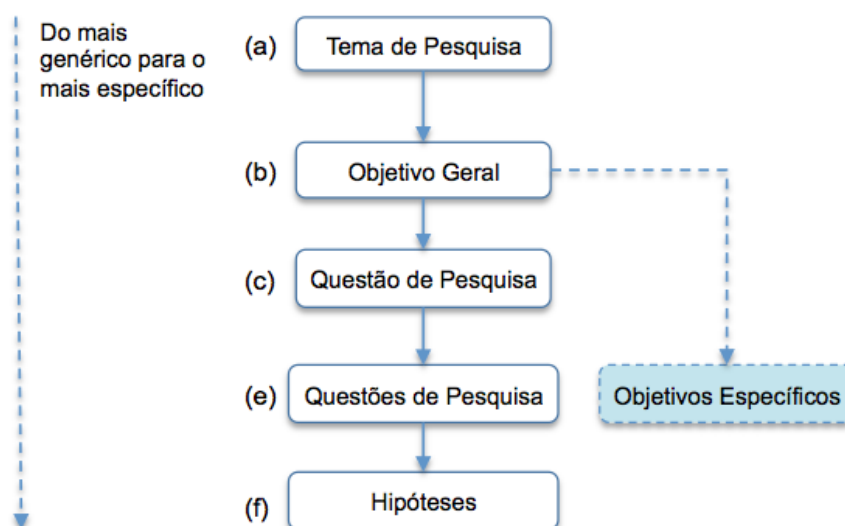 Do mais
genérico para o
mais específico
(a)
Tema de Pesquisa
(b)
Objetivo Geral
(c)
Questão de Pesquisa
(e)
Questões de Pesquisa
Objetivos Específicos
(f)
Hipóteses